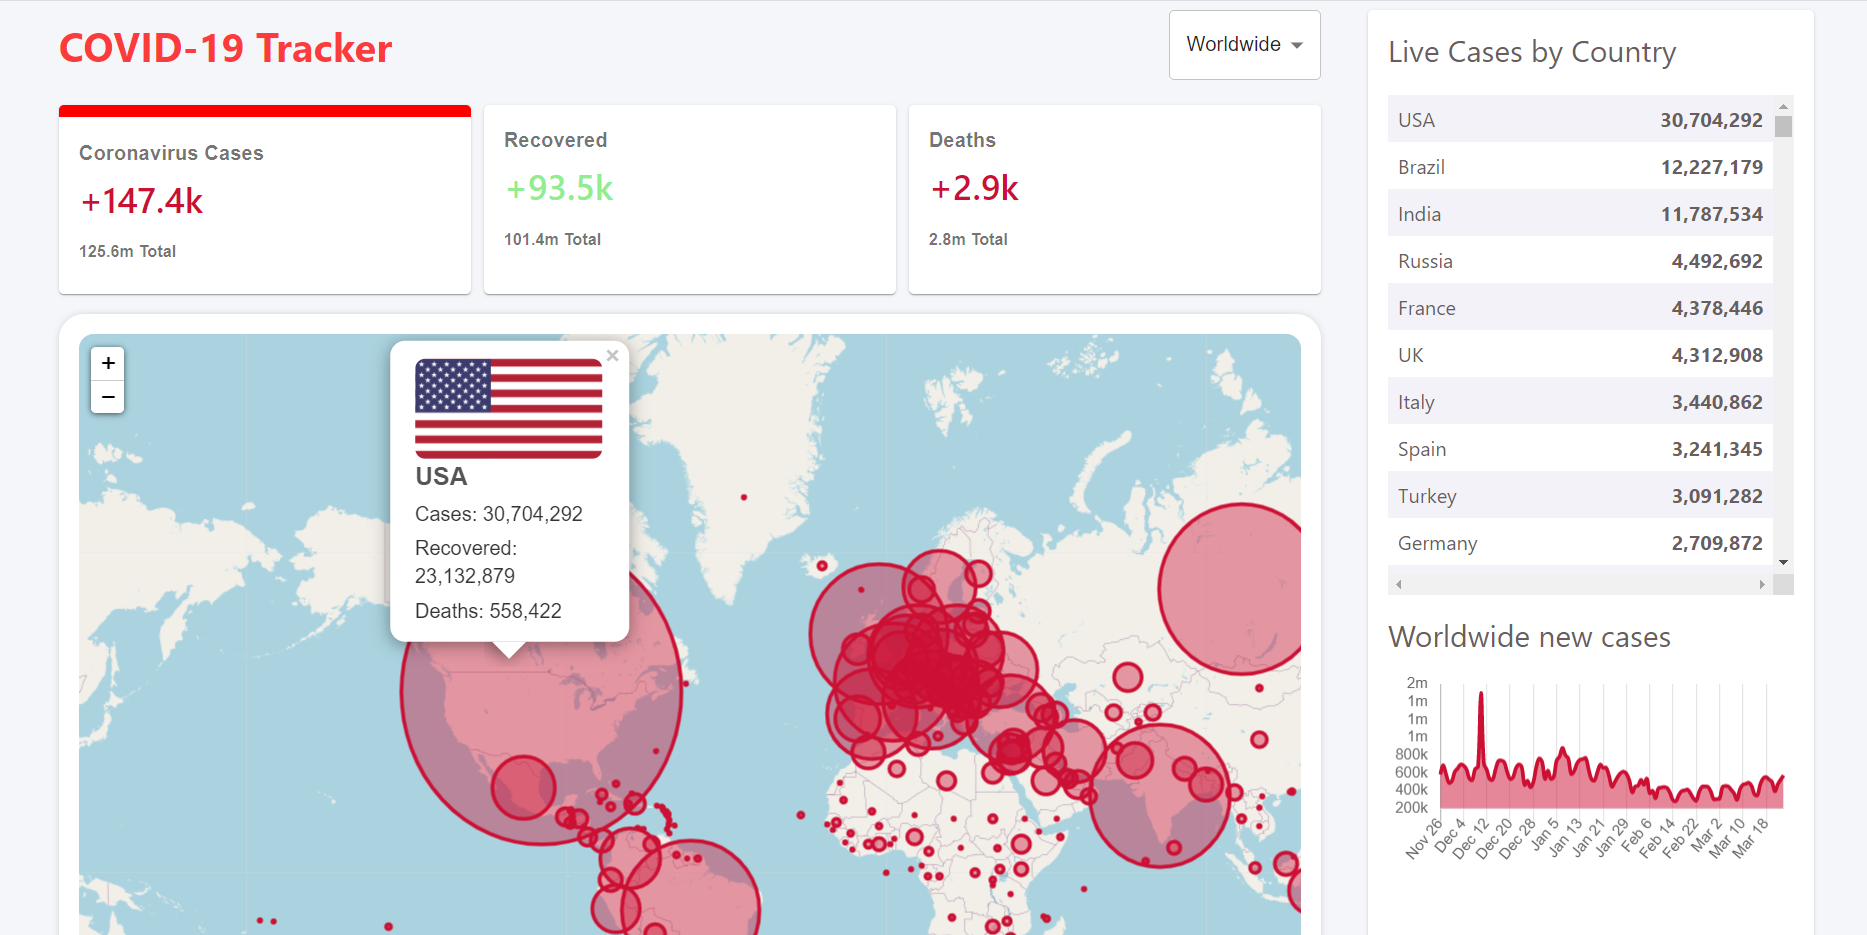 COVID-19 Tracker
Worldwide
Coronavirus Cases
+147.4k
125.6m Total
Recovered
+93.5k
101.4m Total
Deaths
+2.9k
2.8m Total
+
−
×
USA
Cases: 30,704,292
Recovered:
23,132,879
Deaths: 558,422
Live Cases by Country
USA 30,704,292
Brazil 12,227,179
India 11,787,534
Russia 4,492,692
France 4,378,446
UK 4,312,908
Italy 3,440,862
Spain 3,241,345
Turkey 3,091,282
Germany 2,709,872
Worldwide new cases
2m
1m
1m
1m
800k
600k
400k
200k
Nov 26
Dec 4
Dec 12
Dec 20
Dec 28
Jan 5
Jan 13
Jan 21
Jan 29
Feb 6
Feb 14
Feb 22
Mar 2
Mar 10
Mar 18